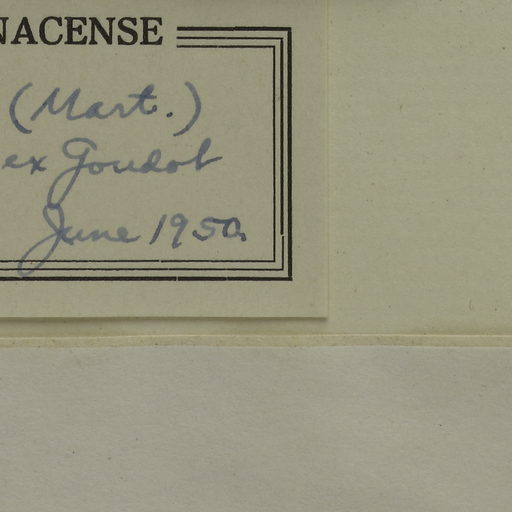 NACENSE
(Mart.)
ex Goudot
June 1950.